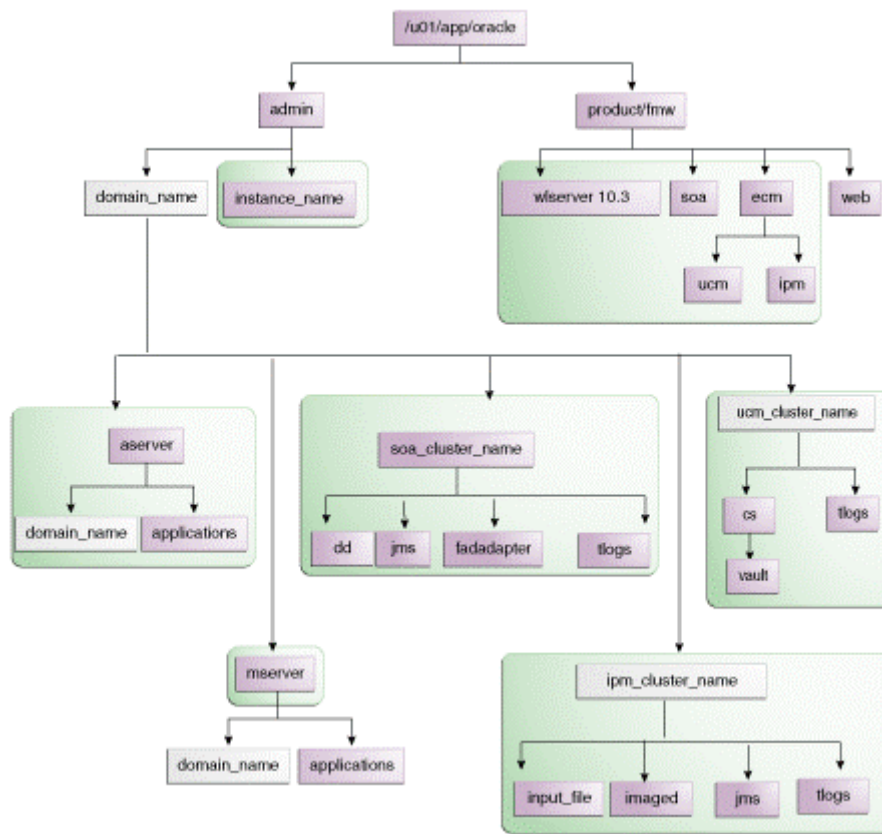 /u01/app/oracle
admin
product/fmw
domain_name
instance_name
wlserver 10.3
soa
ecm
web
ucm
ipm
aserver
domain_name
applications
soa_cluster_name
dd
jms
fadadapter
tlogs
ucm_cluster_name
cs
tlogs
vault
mserver
domain_name
applications
ipm_cluster_name
input_file
imaged
jms
tlogs